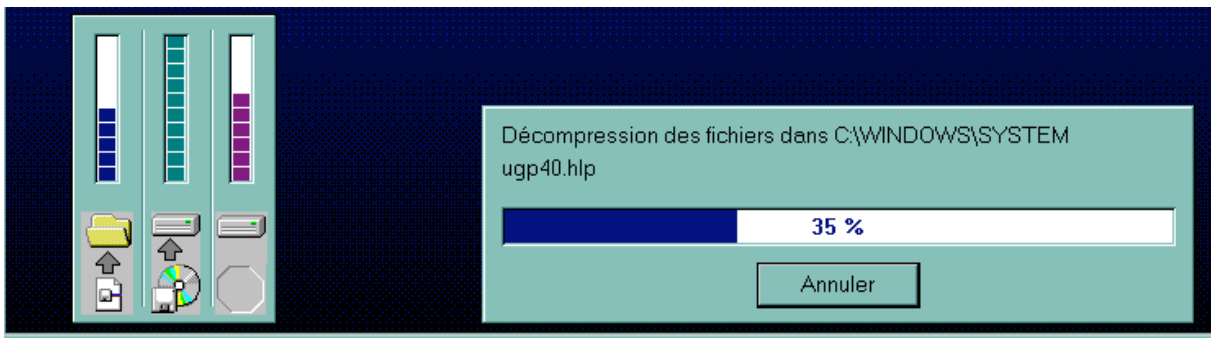 Décompression des fichiers dans C:\WINDOWS\SYSTEM
ugp40.hlp
35 %
Annuler